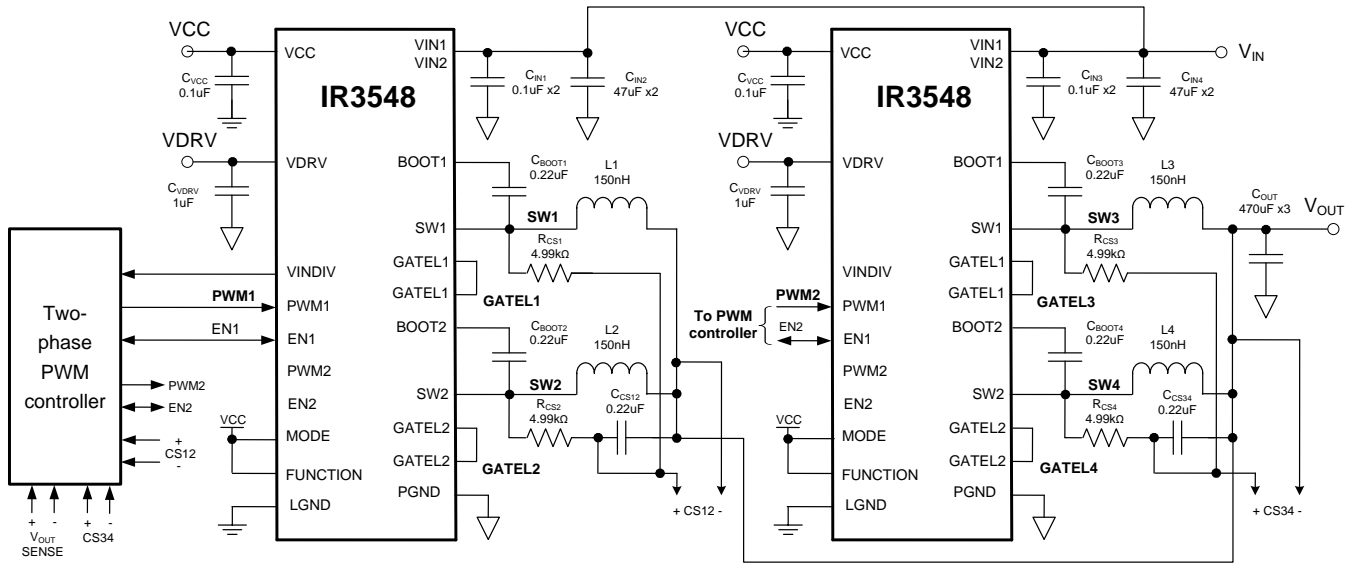 VCC
C_VCC
0.1uF
VDRV
C_VDRV
1uF
Two-
phase
PWM
controller
PWM1
EN1
PWM2
EN2
+
CS12
-
+ -
V_OUT
SENSE
+ -
CS34
IR3548
VCC
VDRV
VINDIV
PWM1
EN1
PWM2
EN2
MODE
FUNCTION
LGND
VCC
VIN1
VIN2
BOOT1
SW1
GATEL1
GATEL1
BOOT2
SW2
GATEL2
GATEL2
PGND
C_IN1
0.1uF x2
C_IN2
47uF x2
C_BOOT1
0.22uF
L1
150nH
SW1
R_CS1
4.99kΩ
GATEL1
C_BOOT2
0.22uF
L2
150nH
SW2
R_CS2
4.99kΩ
C_CS12
0.22uF
GATEL2
+ CS12 -
VCC
C_VCC
0.1uF
VDRV
C_VDRV
1uF
PWM2
To PWM
controller
EN2
VCC
IR3548
VCC
VDRV
VINDIV
PWM1
EN1
PWM2
EN2
MODE
FUNCTION
LGND
VIN1
VIN2
BOOT1
SW1
GATEL1
GATEL1
BOOT2
SW2
GATEL2
GATEL2
PGND
V_IN
C_IN3
0.1uF x2
C_IN4
47uF x2
C_BOOT3
0.22uF
L3
150nH
SW3
R_CS3
4.99kΩ
GATEL3
C_OUT
470uF x3
V_OUT
C_BOOT4
0.22uF
L4
150nH
SW4
R_CS4
4.99kΩ
C_CS34
0.22uF
GATEL4
+ CS34 -